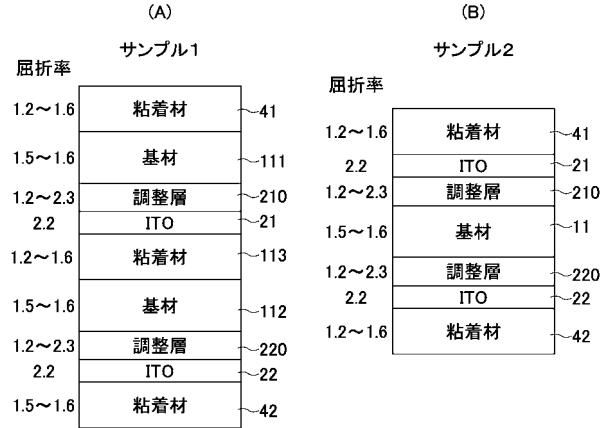 (A)
サンプル1
屈折率
1.2～1.6 粘着材 41
1.5～1.6 基材 111
1.2～2.3 調整層 210
2.2 ITO 21
1.2～1.6 粘着材 113
1.5～1.6 基材 112
1.2～2.3 調整層 220
2.2 ITO 22
1.5～1.6 粘着材 42
(B)
サンプル2
屈折率
1.2～1.6 粘着材 41
2.2 ITO 21
1.2～2.3 調整層 210
1.5～1.6 基材 11
1.2～2.3 調整層 220
2.2 ITO 22
1.2～1.6 粘着材 42